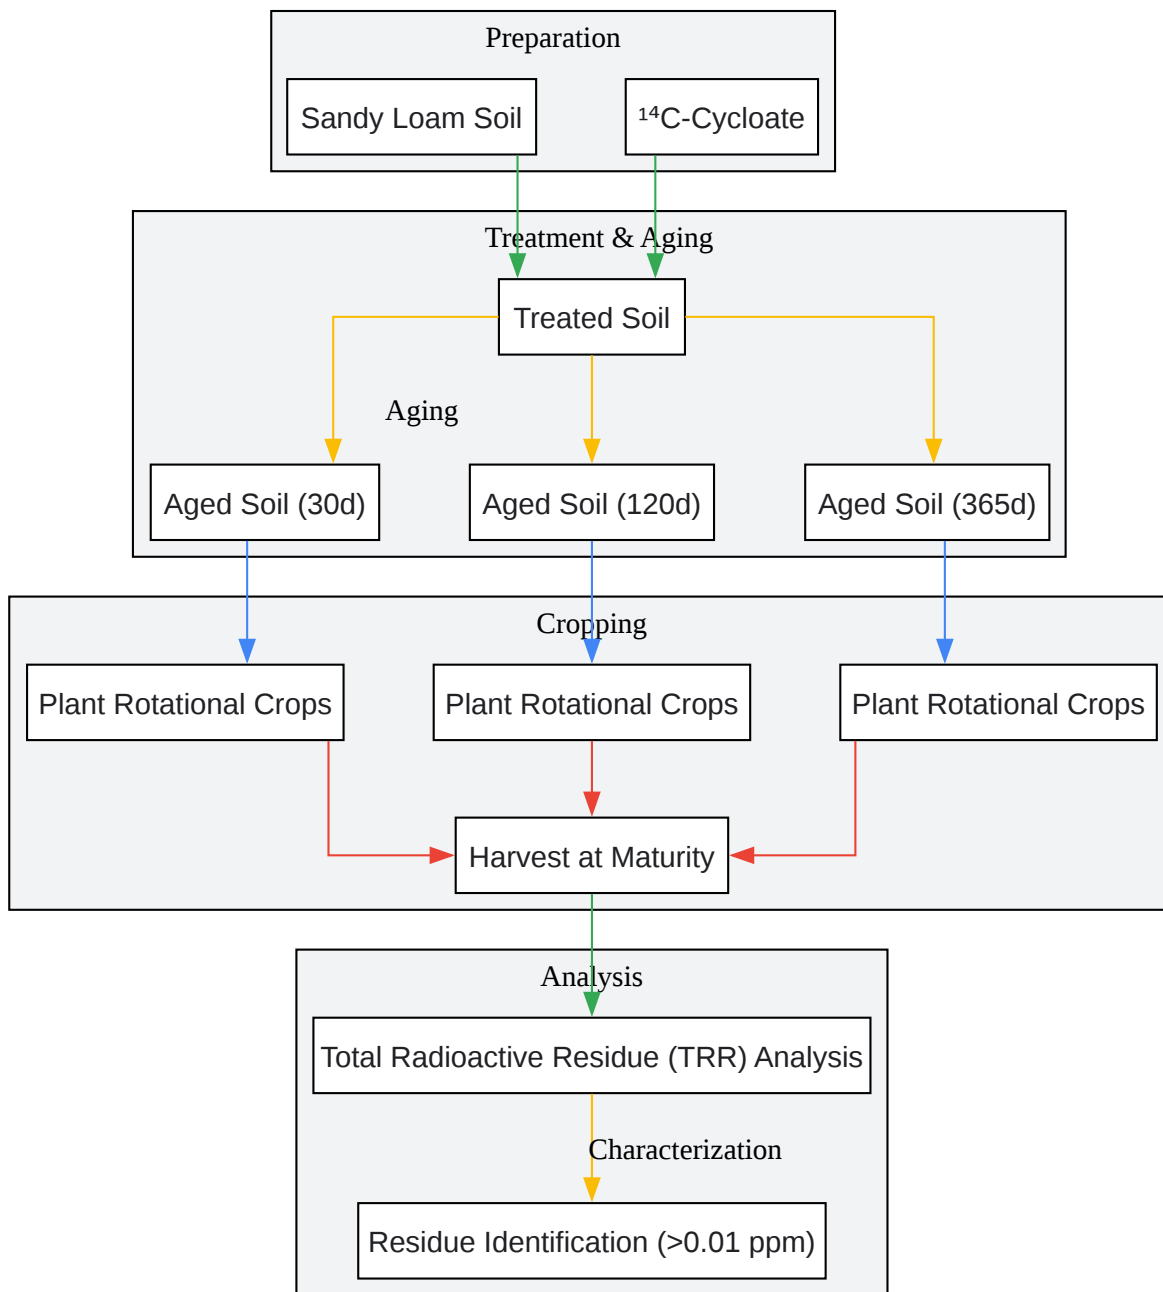 Preparation
Sandy Loam Soil
¹⁴C-Cycloate
Treatment & Aging
Treated Soil
Aging
Aged Soil (30d)
Aged Soil (120d)
Aged Soil (365d)
Cropping
Plant Rotational Crops
Plant Rotational Crops
Plant Rotational Crops
Harvest at Maturity
Analysis
Total Radioactive Residue (TRR) Analysis
Characterization
Residue Identification (>0.01 ppm)